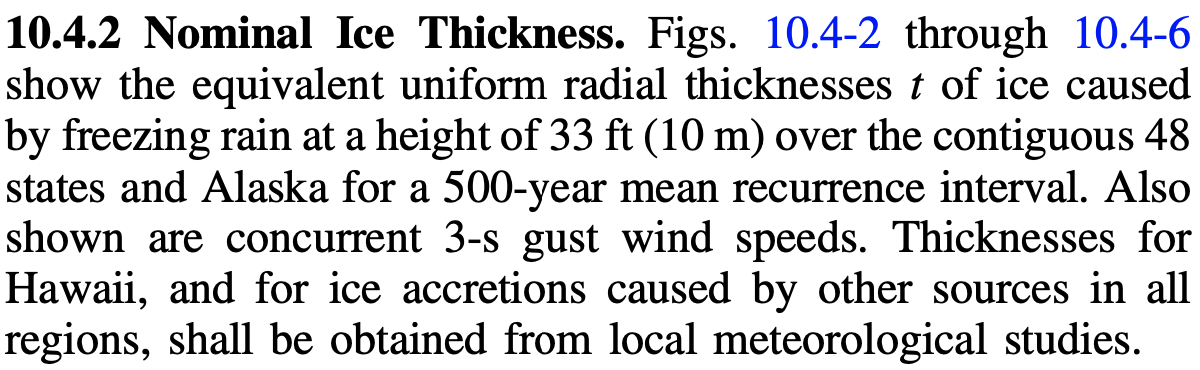 10.4.2 Nominal Ice Thickness. Figs. 10.4-2 through 10.4-6
show the equivalent uniform radial thicknesses t of ice caused
by freezing rain at a height of 33 ft (10 m) over the contiguous 48
states and Alaska for a 500-year mean recurrence interval. Also
shown are concurrent 3-s gust wind speeds. Thicknesses for
Hawaii, and for ice accretions caused by other sources in all
regions, shall be obtained from local meteorological studies.